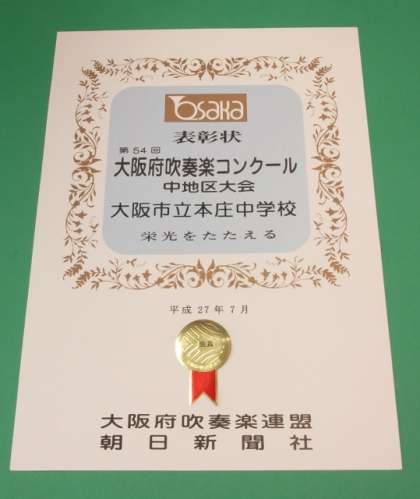 Osaka
表彰状
第54回
大阪府吹奏楽コンクール
中地区大会
大阪市立本庄中学校
栄光をたたえる
平成27年7月
大阪府吹奏楽連盟
朝日新聞社